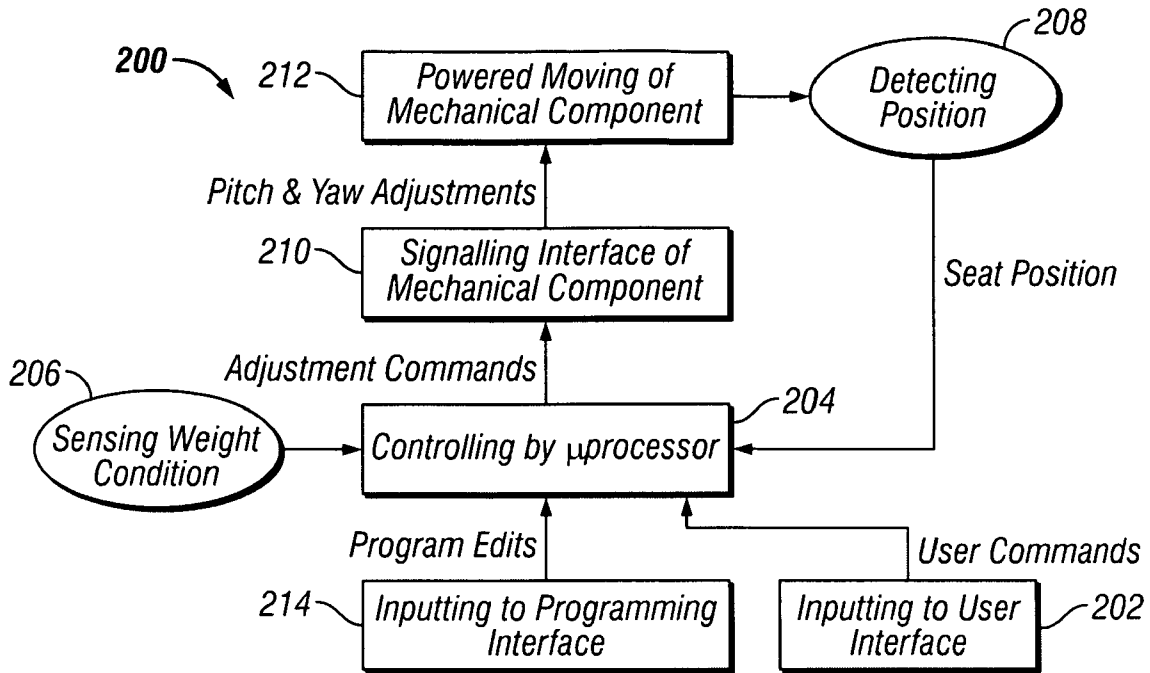 200
212
Powered Moving of
Mechanical Component
208
Detecting
Position
Pitch & Yaw Adjustments
210
Signalling Interface of
Mechanical Component
Seat Position
206
Sensing Weight
Condition
Adjustment Commands
204
Controlling by μprocessor
Program Edits
User Commands
214
Inputting to Programming
Interface
Inputting to User
Interface
202